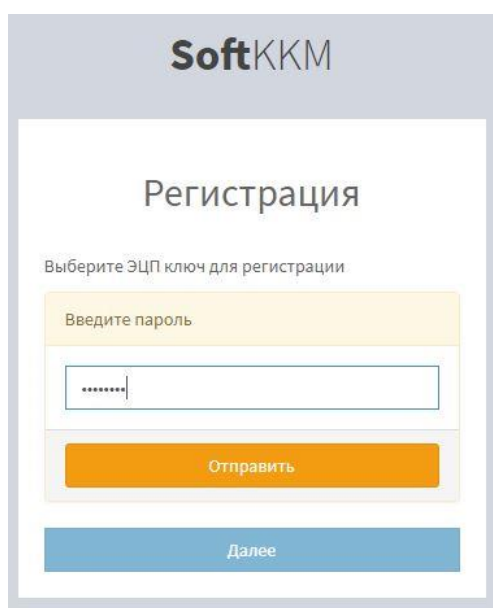 SoftKKM
Регистрация
Выберите ЭЦП ключ для регистрации
Введите пароль
••••••••
Отправить
Далее